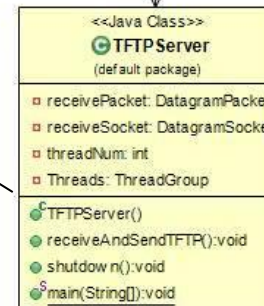 <<Java Class>>
TFTPServer
(default package)
receivePacket: DatagramPacke
receiveSocket: DatagramSocke
threadNum: int
Threads: ThreadGroup
TFTPServer()
receiveAndSendTFTP():void
shutdown():void
main(String[]):void